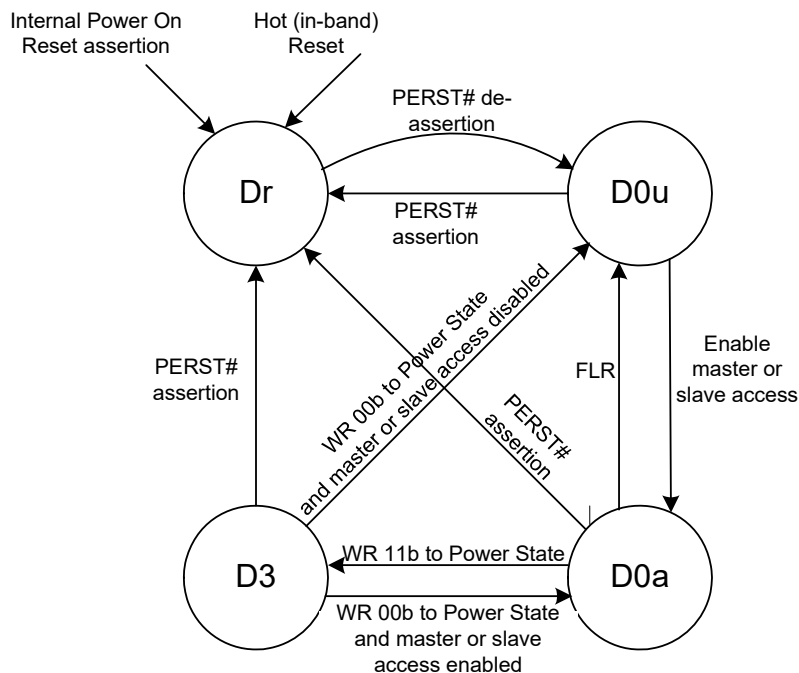 Internal Power On
Reset assertion
Hot (in-band)
Reset
PERST# de-
assertion
Dr
D0u
PERST#
assertion
WR 00b to Power State
and master or slave access disabled
PERST#
assertion
FLR
Enable
master or
slave access
PERST#
assertion
D3
WR 11b to Power State
D0a
WR 00b to Power State
and master or slave
access enabled